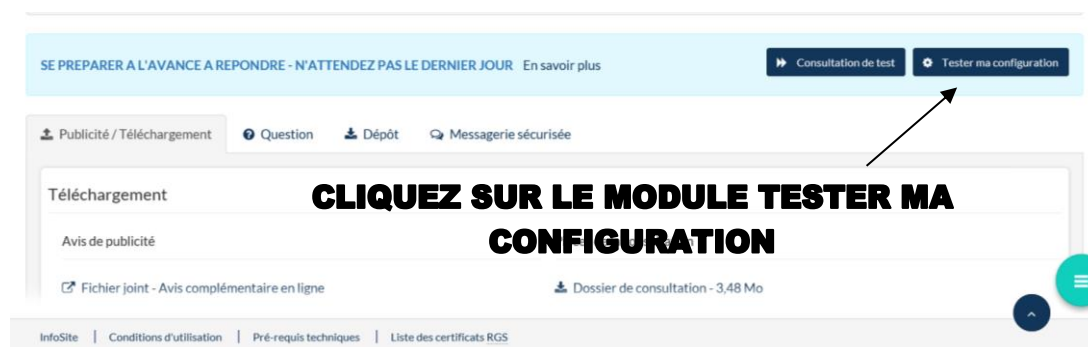 SE PREPARER A L'AVANCE A REPONDRE - N'ATTENDEZ PAS LE DERNIER JOUR En savoir plus
Consultation de test
Tester ma configuration
Publicité / Téléchargement
Question
Dépôt
Messagerie sécurisée
Téléchargement
CLIQUEZ SUR LE MODULE TESTER MA
CONFIGURATION
Avis de publicité
Fichier joint - Avis complémentaire en ligne
Dossier de consultation - 3,48 Mo
InfoSite | Conditions d'utilisation | Pré-requis techniques | Liste des certificats RGS